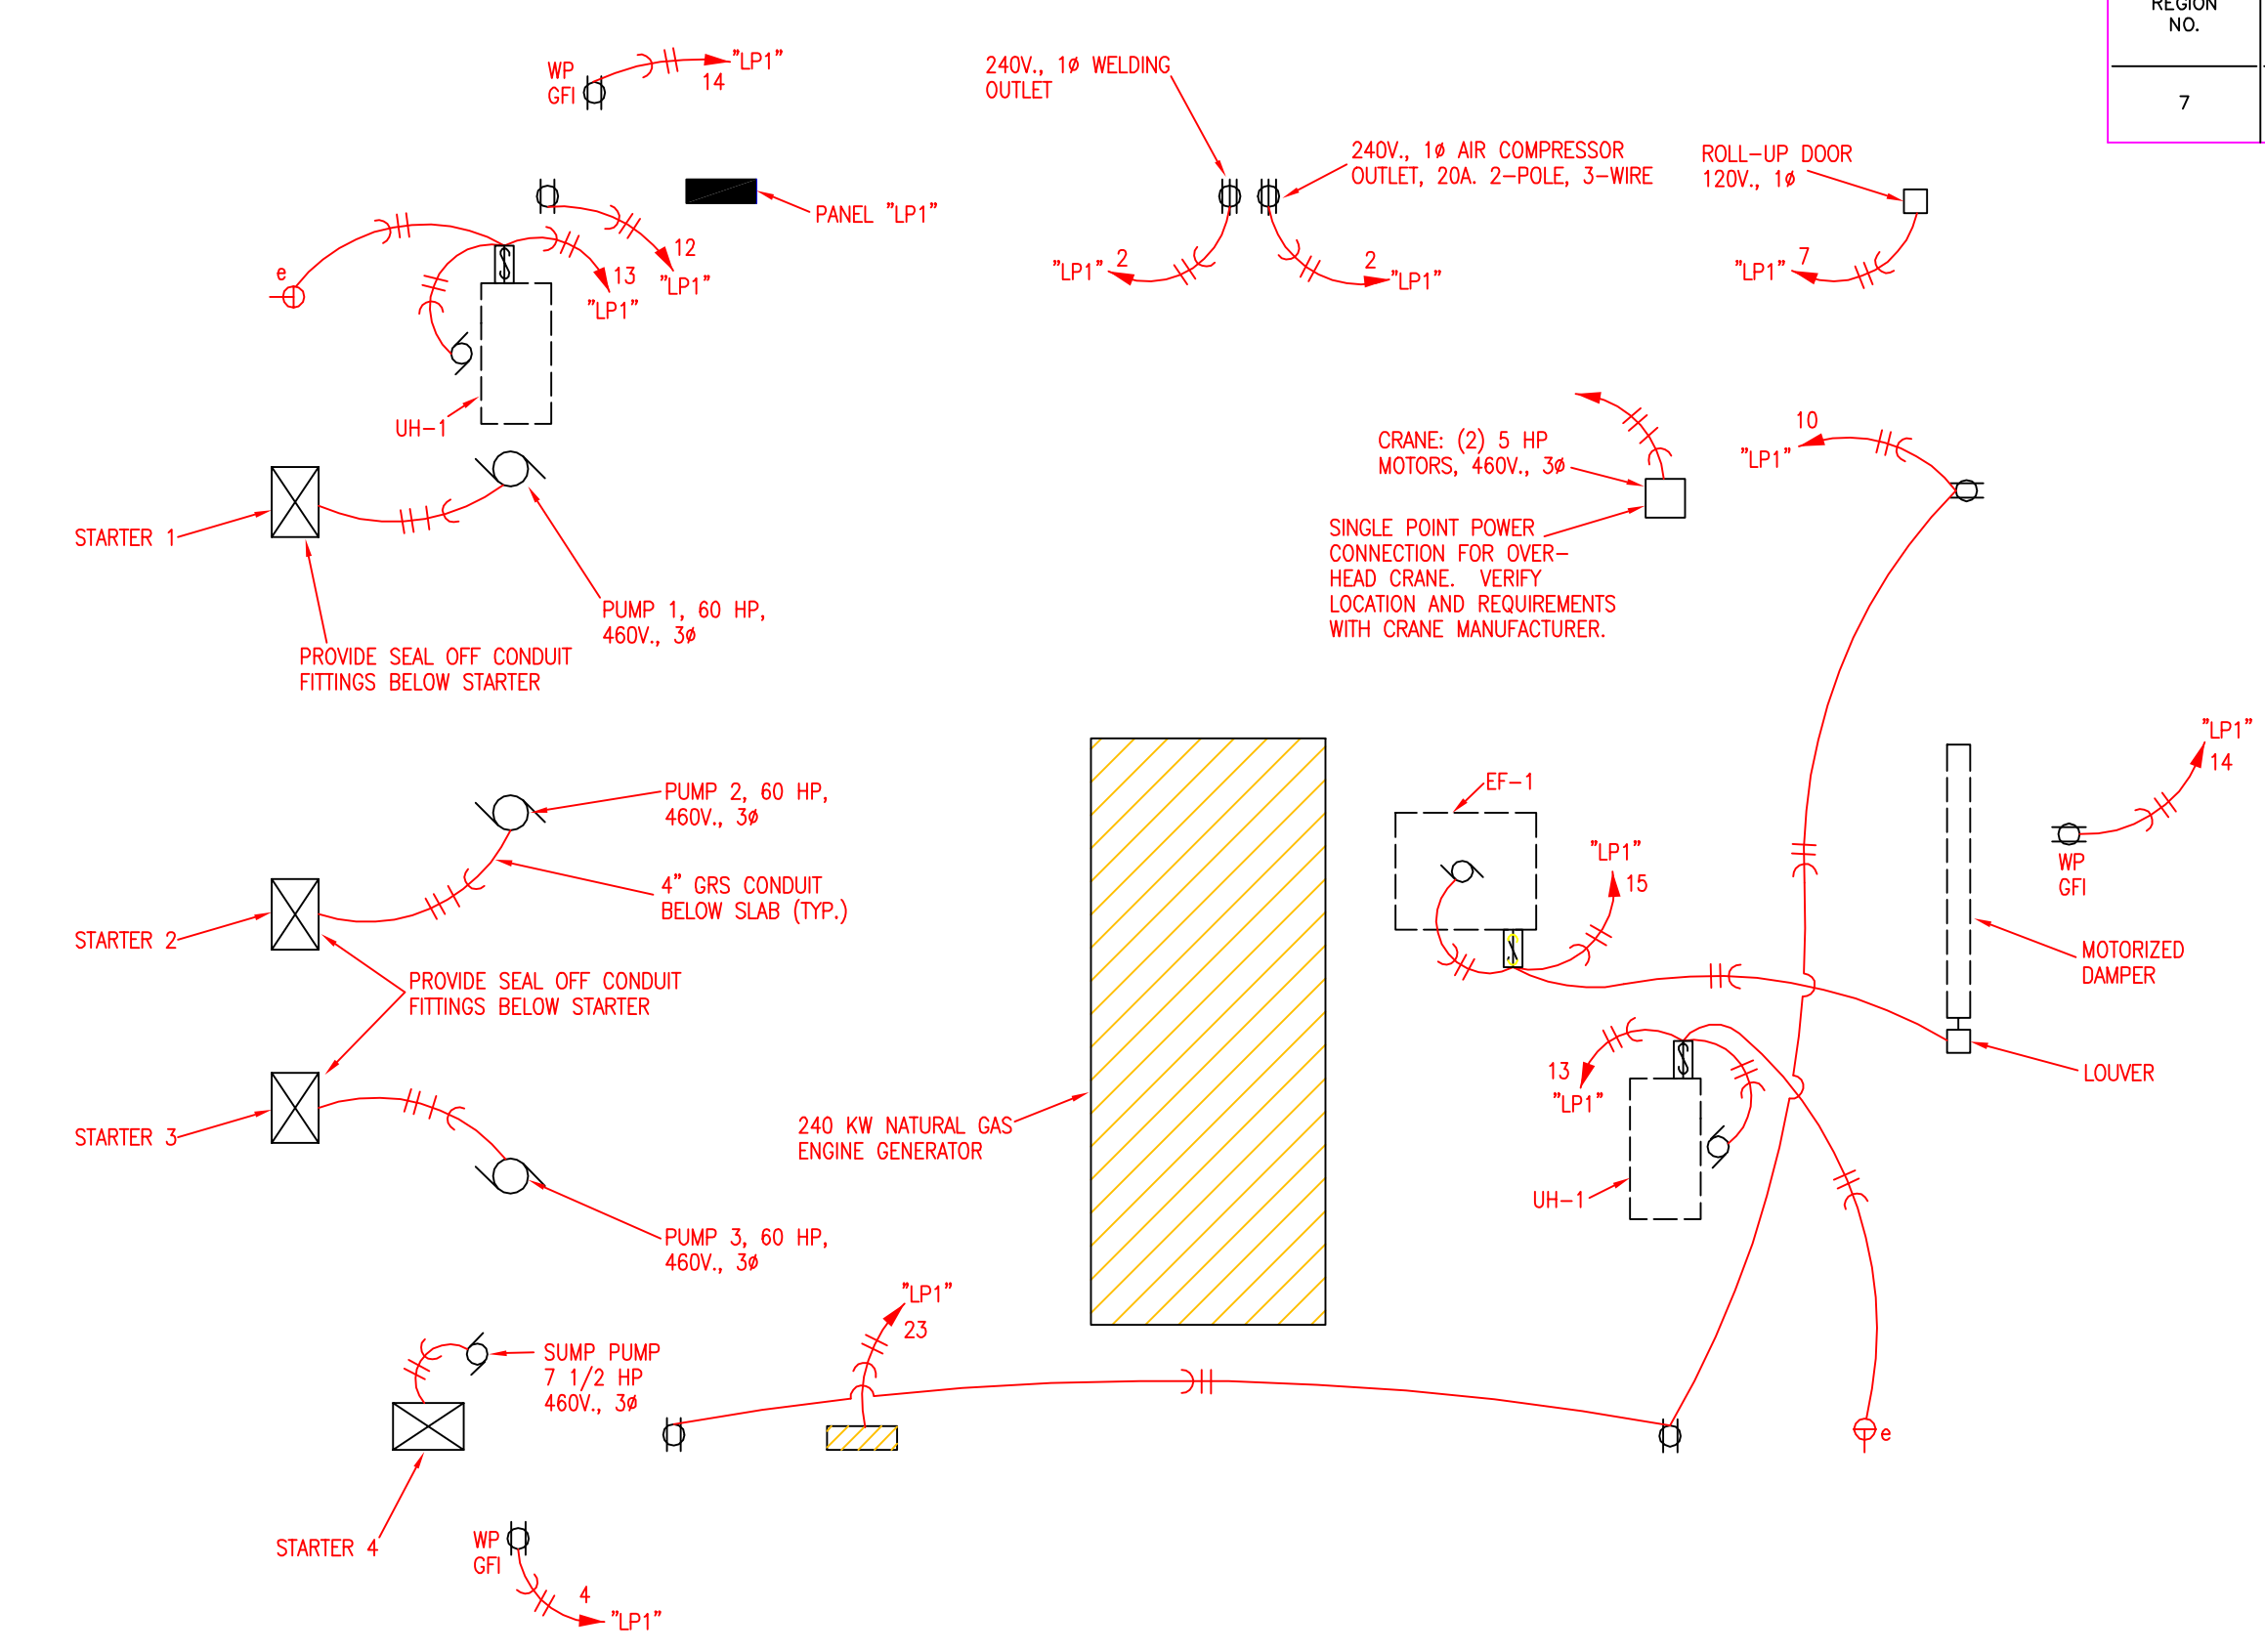 REGION
NO.
7
WP
GFI
"LP1"
14
240V., 1ø WELDING
OUTLET
240V., 1ø AIR COMPRESSOR
OUTLET, 20A. 2-POLE, 3-WIRE
ROLL-UP DOOR
120V., 1ø
PANEL "LP1"
e
12
"LP1"
13
"LP1"
"LP1" 2
2
"LP1"
"LP1" 7
UH-1
CRANE: (2) 5 HP
MOTORS, 460V., 3ø
10
"LP1"
STARTER 1
SINGLE POINT POWER
CONNECTION FOR OVER-
HEAD CRANE. VERIFY
LOCATION AND REQUIREMENTS
WITH CRANE MANUFACTURER.
PUMP 1, 60 HP,
460V., 3ø
PROVIDE SEAL OFF CONDUIT
FITTINGS BELOW STARTER
"LP1"
14
PUMP 2, 60 HP,
460V., 3ø
EF-1
"LP1"
15
WP
GFI
4" GRS CONDUIT
BELOW SLAB (TYP.)
STARTER 2
MOTORIZED
DAMPER
PROVIDE SEAL OFF CONDUIT
FITTINGS BELOW STARTER
LOUVER
13
"LP1"
STARTER 3
240 KW NATURAL GAS
ENGINE GENERATOR
UH-1
PUMP 3, 60 HP,
460V., 3ø
"LP1"
23
SUMP PUMP
7 1/2 HP
460V., 3ø
e
STARTER 4
WP
GFI
4
"LP1"